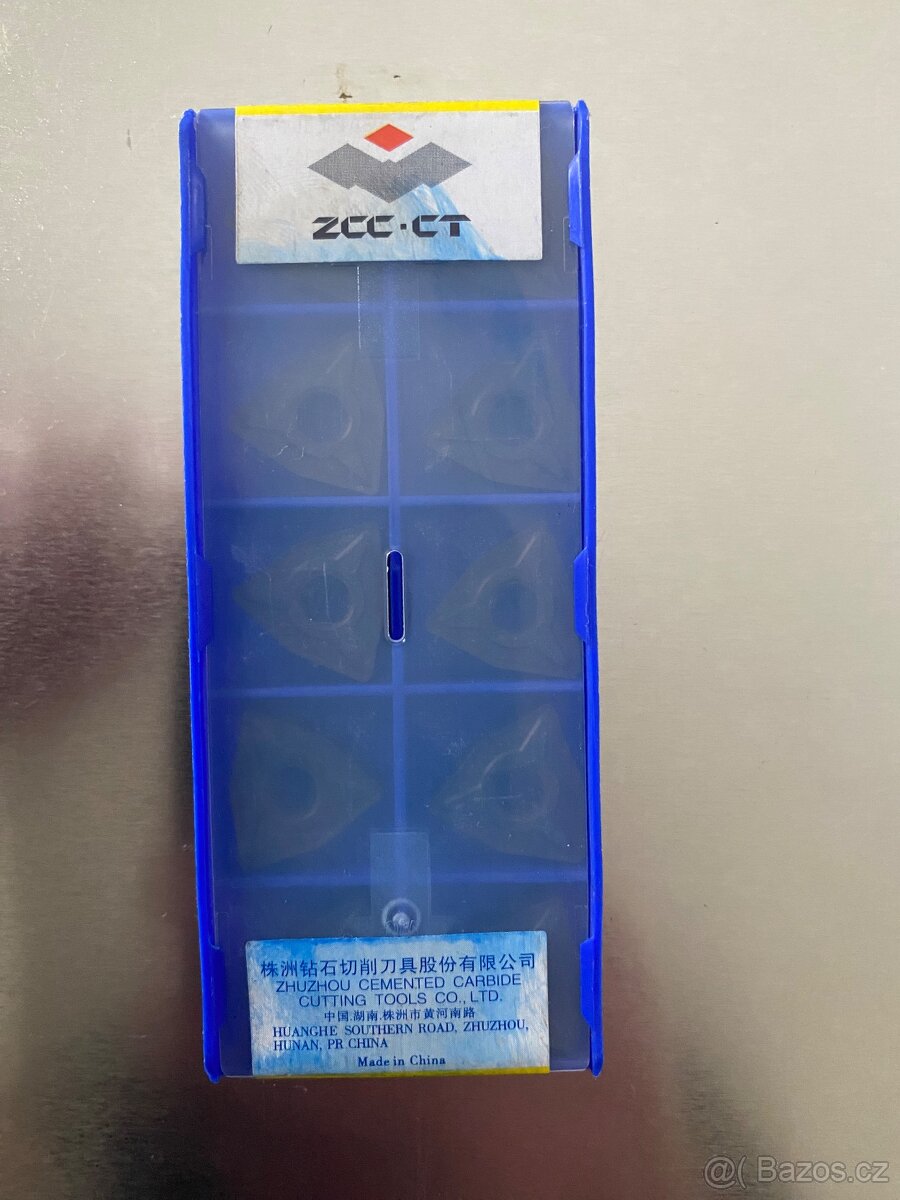 ZCC·CT
株洲钻石切削刀具股份有限公司
ZHUZHOU CEMENTED CARBIDE
CUTTING TOOLS CO., LTD.
中国.湖南.株洲市黄河南路
HUANGHE SOUTHERN ROAD, ZHUZHOU,
HUNAN, PR.CHINA
Made in China
@( Bazos.cz